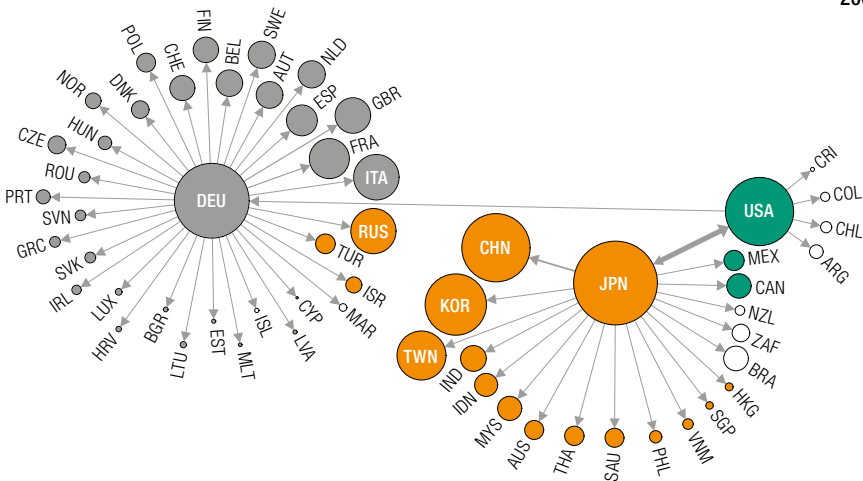 FIN
SWE
POL
CHE
BEL
AUT
NLD
NOR
DNK
ESP
GBR
CZE
HUN
FRA
ROU
ITA
PRT
DEU
SVN
RUS
GRC
TUR
SVK
ISR
IRL
LUX
MAR
HRV
BGR
LTU
EST
MLT
ISL
CYP
LVA
CRI
COL
USA
CHL
ARG
CHN
MEX
JPN
CAN
KOR
NZL
ZAF
TWN
BRA
IND
IDN
HKG
MYS
SGP
AUS
THA
SAU
PHL
VNM